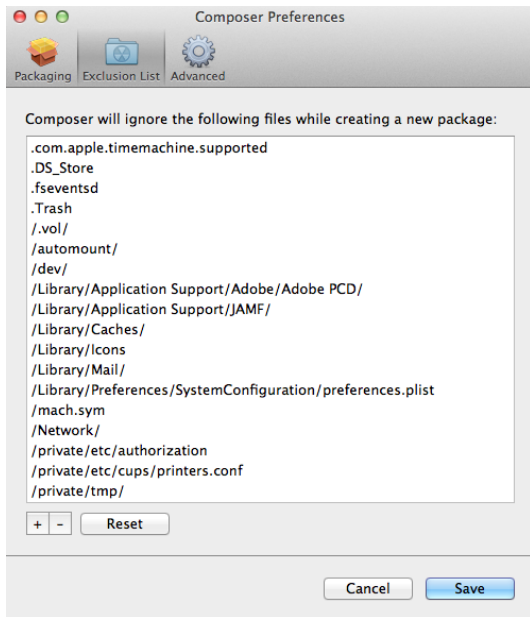 Composer Preferences
Packaging Exclusion List Advanced
Composer will ignore the following files while creating a new package:
.com.apple.timemachine.supported
.DS_Store
.fseventsd
.Trash
/.vol/
/automount/
/dev/
/Library/Application Support/Adobe/Adobe PCD/
/Library/Application Support/JAMF/
/Library/Caches/
/Library/Icons
/Library/Mail/
/Library/Preferences/SystemConfiguration/preferences.plist
/mach.sym
/Network/
/private/etc/authorization
/private/etc/cups/printers.conf
/private/tmp/
+ - Reset
Cancel Save